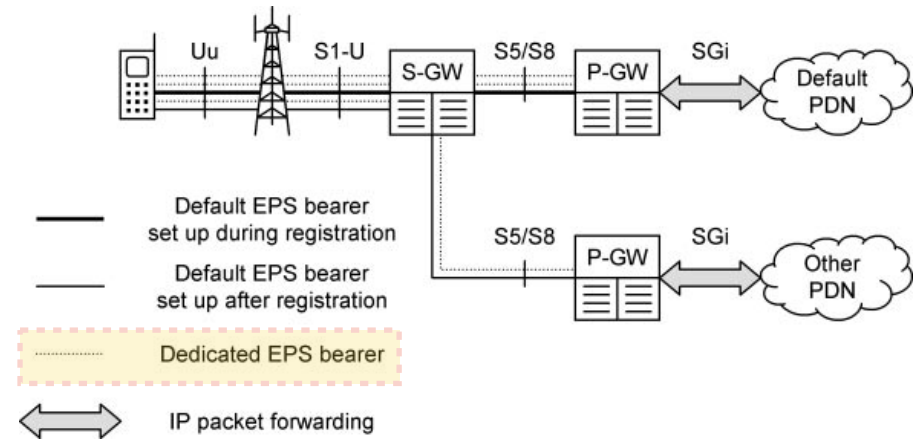 Uu
S1-U
S-GW
S5/S8
P-GW
SGi
Default
PDN
Default EPS bearer
set up during registration
S5/S8
P-GW
SGi
Other
PDN
Default EPS bearer
set up after registration
Dedicated EPS bearer
IP packet forwarding